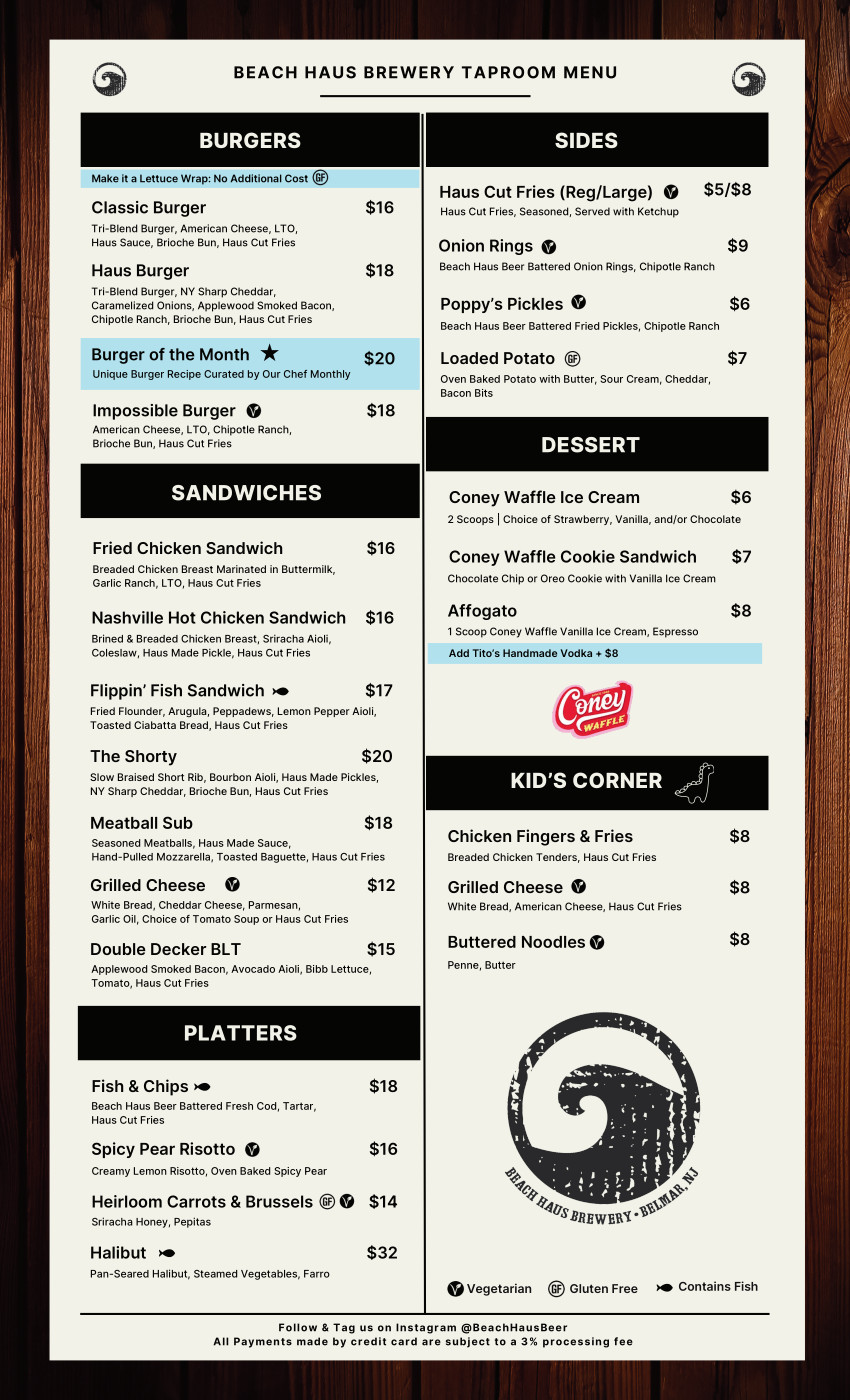 BEACH HAUS BREWERY TAPROOM MENU
BURGERS
Make it a Lettuce Wrap: No Additional Cost GF
Classic Burger $16
Tri-Blend Burger, American Cheese, LTO,
Haus Sauce, Brioche Bun, Haus Cut Fries
Haus Burger $18
Tri-Blend Burger, NY Sharp Cheddar,
Caramelized Onions, Applewood Smoked Bacon,
Chipotle Ranch, Brioche Bun, Haus Cut Fries
Burger of the Month $20
Unique Burger Recipe Curated by Our Chef Monthly
Impossible Burger V $18
American Cheese, LTO, Chipotle Ranch,
Brioche Bun, Haus Cut Fries
SANDWICHES
Fried Chicken Sandwich $16
Breaded Chicken Breast Marinated in Buttermilk,
Garlic Ranch, LTO, Haus Cut Fries
Nashville Hot Chicken Sandwich $16
Brined & Breaded Chicken Breast, Sriracha Aioli,
Coleslaw, Haus Made Pickle, Haus Cut Fries
Flippin' Fish Sandwich $17
Fried Flounder, Arugula, Peppadews, Lemon Pepper Aioli,
Toasted Ciabatta Bread, Haus Cut Fries
The Shorty $20
Slow Braised Short Rib, Bourbon Aioli, Haus Made Pickles,
NY Sharp Cheddar, Brioche Bun, Haus Cut Fries
Meatball Sub $18
Seasoned Meatballs, Haus Made Sauce,
Hand-Pulled Mozzarella, Toasted Baguette, Haus Cut Fries
Grilled Cheese V $12
White Bread, Cheddar Cheese, Parmesan,
Garlic Oil, Choice of Tomato Soup or Haus Cut Fries
Double Decker BLT $15
Applewood Smoked Bacon, Avocado Aioli, Bibb Lettuce,
Tomato, Haus Cut Fries
PLATTERS
Fish & Chips $18
Beach Haus Beer Battered Fresh Cod, Tartar,
Haus Cut Fries
Spicy Pear Risotto V $16
Creamy Lemon Risotto, Oven Baked Spicy Pear
Heirloom Carrots & Brussels GF V $14
Sriracha Honey, Pepitas
Halibut $32
Pan-Seared Halibut, Steamed Vegetables, Farro
SIDES
Haus Cut Fries (Reg/Large) V $5/$8
Haus Cut Fries, Seasoned, Served with Ketchup
Onion Rings V $9
Beach Haus Beer Battered Onion Rings, Chipotle Ranch
Poppy's Pickles V $6
Beach Haus Beer Battered Fried Pickles, Chipotle Ranch
Loaded Potato GF $7
Oven Baked Potato with Butter, Sour Cream, Cheddar,
Bacon Bits
DESSERT
Coney Waffle Ice Cream $6
2 Scoops | Choice of Strawberry, Vanilla, and/or Chocolate
Coney Waffle Cookie Sandwich $7
Chocolate Chip or Oreo Cookie with Vanilla Ice Cream
Affogato $8
1 Scoop Coney Waffle Vanilla Ice Cream, Espresso
Add Tito's Handmade Vodka + $8
Coney
WAFFLE
KID'S CORNER
Chicken Fingers & Fries $8
Breaded Chicken Tenders, Haus Cut Fries
Grilled Cheese V $8
White Bread, American Cheese, Haus Cut Fries
Buttered Noodles V $8
Penne, Butter
BEACH HAUS BREWERY • BELMAR, NJ
V Vegetarian GF Gluten Free Contains Fish
Follow & Tag us on Instagram @BeachHausBeer
All Payments made by credit card are subject to a 3% processing fee